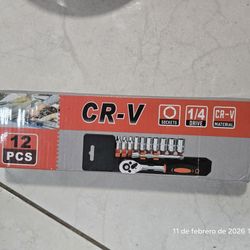 CR-V
SOCKETS
1/4
DRIVE
CR-V
MATERIAL
12
PCS
11 de febrero de 2026